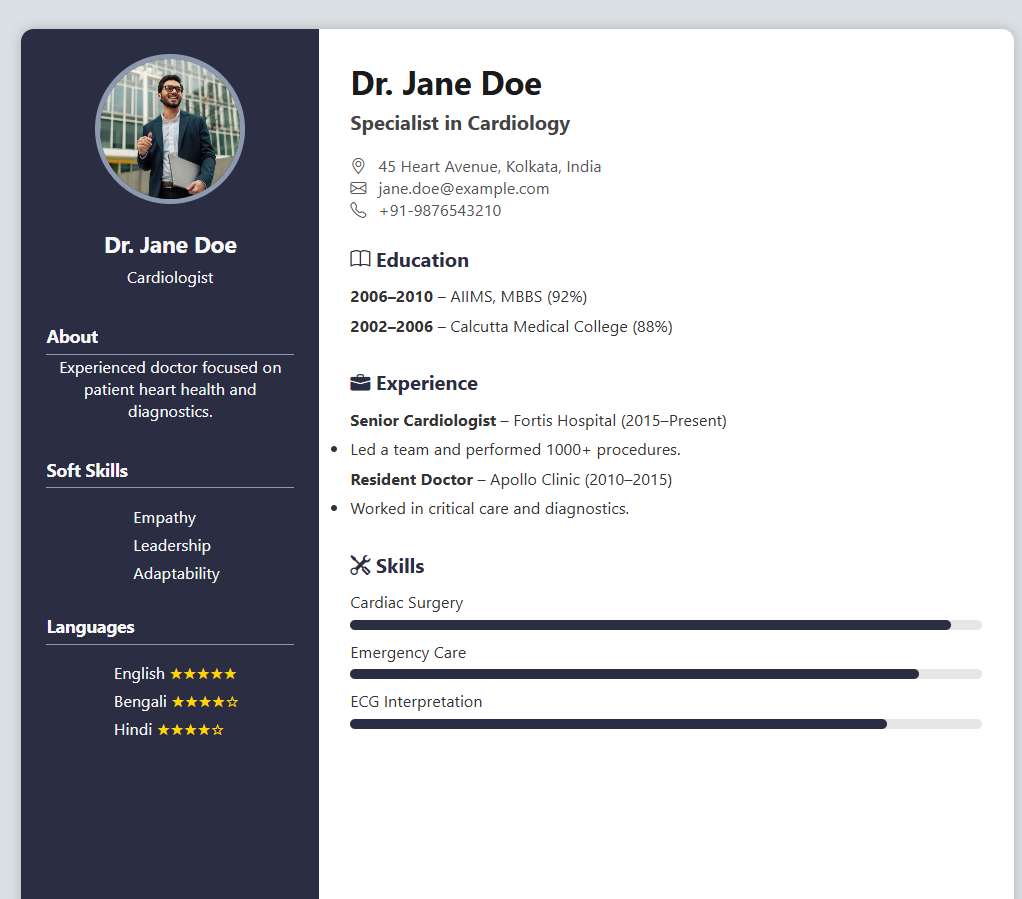 Dr. Jane Doe
Cardiologist
About
Experienced doctor focused on
patient heart health and
diagnostics.
Soft Skills
Empathy
Leadership
Adaptability
Languages
English ★★★★★
Bengali ★★★★☆
Hindi ★★★★☆
Dr. Jane Doe
Specialist in Cardiology
45 Heart Avenue, Kolkata, India
jane.doe@example.com
+91-9876543210
Education
2006–2010 – AIIMS, MBBS (92%)
2002–2006 – Calcutta Medical College (88%)
Experience
Senior Cardiologist – Fortis Hospital (2015–Present)
• Led a team and performed 1000+ procedures.
Resident Doctor – Apollo Clinic (2010–2015)
• Worked in critical care and diagnostics.
Skills
Cardiac Surgery
Emergency Care
ECG Interpretation